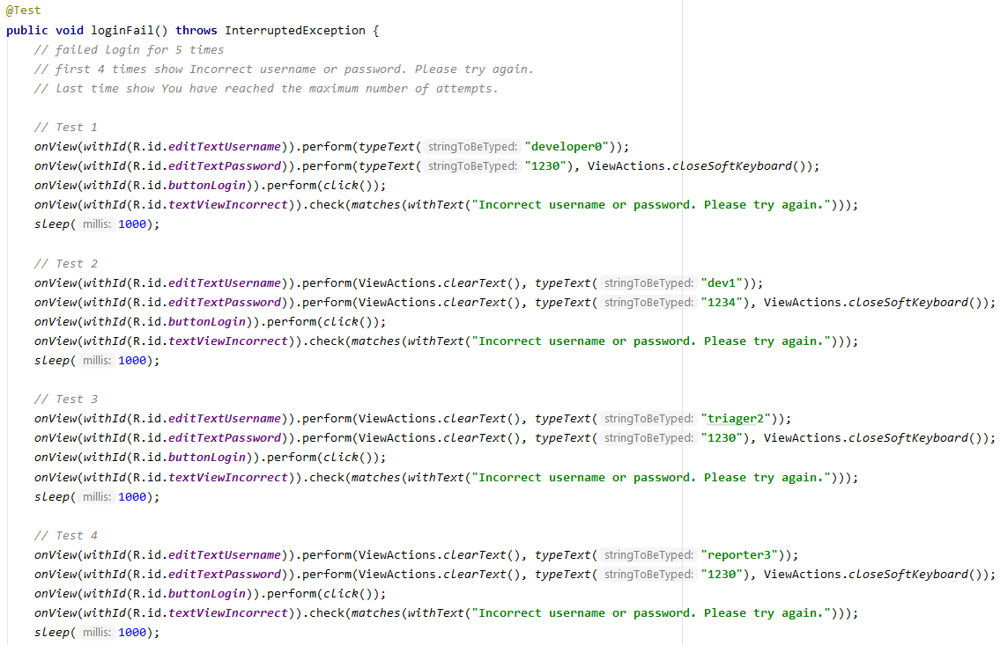 @Test
public void loginFail() throws InterruptedException {
// failed login for 5 times
// first 4 times show Incorrect username or password. Please try again.
// last time show You have reached the maximum number of attempts.
// Test 1
onView(withId(R.id.editTextUsername)).perform(typeText( stringToBeTyped: "developer0"));
onView(withId(R.id.editTextPassword)).perform(typeText( stringToBeTyped: "1230"), ViewActions.closeSoftKeyboard());
onView(withId(R.id.buttonLogin)).perform(click());
onView(withId(R.id.textViewIncorrect)).check(matches(withText("Incorrect username or password. Please try again.")));
sleep( millis: 1000);
// Test 2
onView(withId(R.id.editTextUsername)).perform(ViewActions.clearText(), typeText( stringToBeTyped: "dev1"));
onView(withId(R.id.editTextPassword)).perform(ViewActions.clearText(), typeText( stringToBeTyped: "1234"), ViewActions.closeSoftKeyboard());
onView(withId(R.id.buttonLogin)).perform(click());
onView(withId(R.id.textViewIncorrect)).check(matches(withText("Incorrect username or password. Please try again.")));
sleep( millis: 1000);
// Test 3
onView(withId(R.id.editTextUsername)).perform(ViewActions.clearText(), typeText( stringToBeTyped: "triager2"));
onView(withId(R.id.editTextPassword)).perform(ViewActions.clearText(), typeText( stringToBeTyped: "1230"), ViewActions.closeSoftKeyboard());
onView(withId(R.id.buttonLogin)).perform(click());
onView(withId(R.id.textViewIncorrect)).check(matches(withText("Incorrect username or password. Please try again.")));
sleep( millis: 1000);
// Test 4
onView(withId(R.id.editTextUsername)).perform(ViewActions.clearText(), typeText( stringToBeTyped: "reporter3"));
onView(withId(R.id.editTextPassword)).perform(ViewActions.clearText(), typeText( stringToBeTyped: "1230"), ViewActions.closeSoftKeyboard());
onView(withId(R.id.buttonLogin)).perform(click());
onView(withId(R.id.textViewIncorrect)).check(matches(withText("Incorrect username or password. Please try again.")));
sleep( millis: 1000);